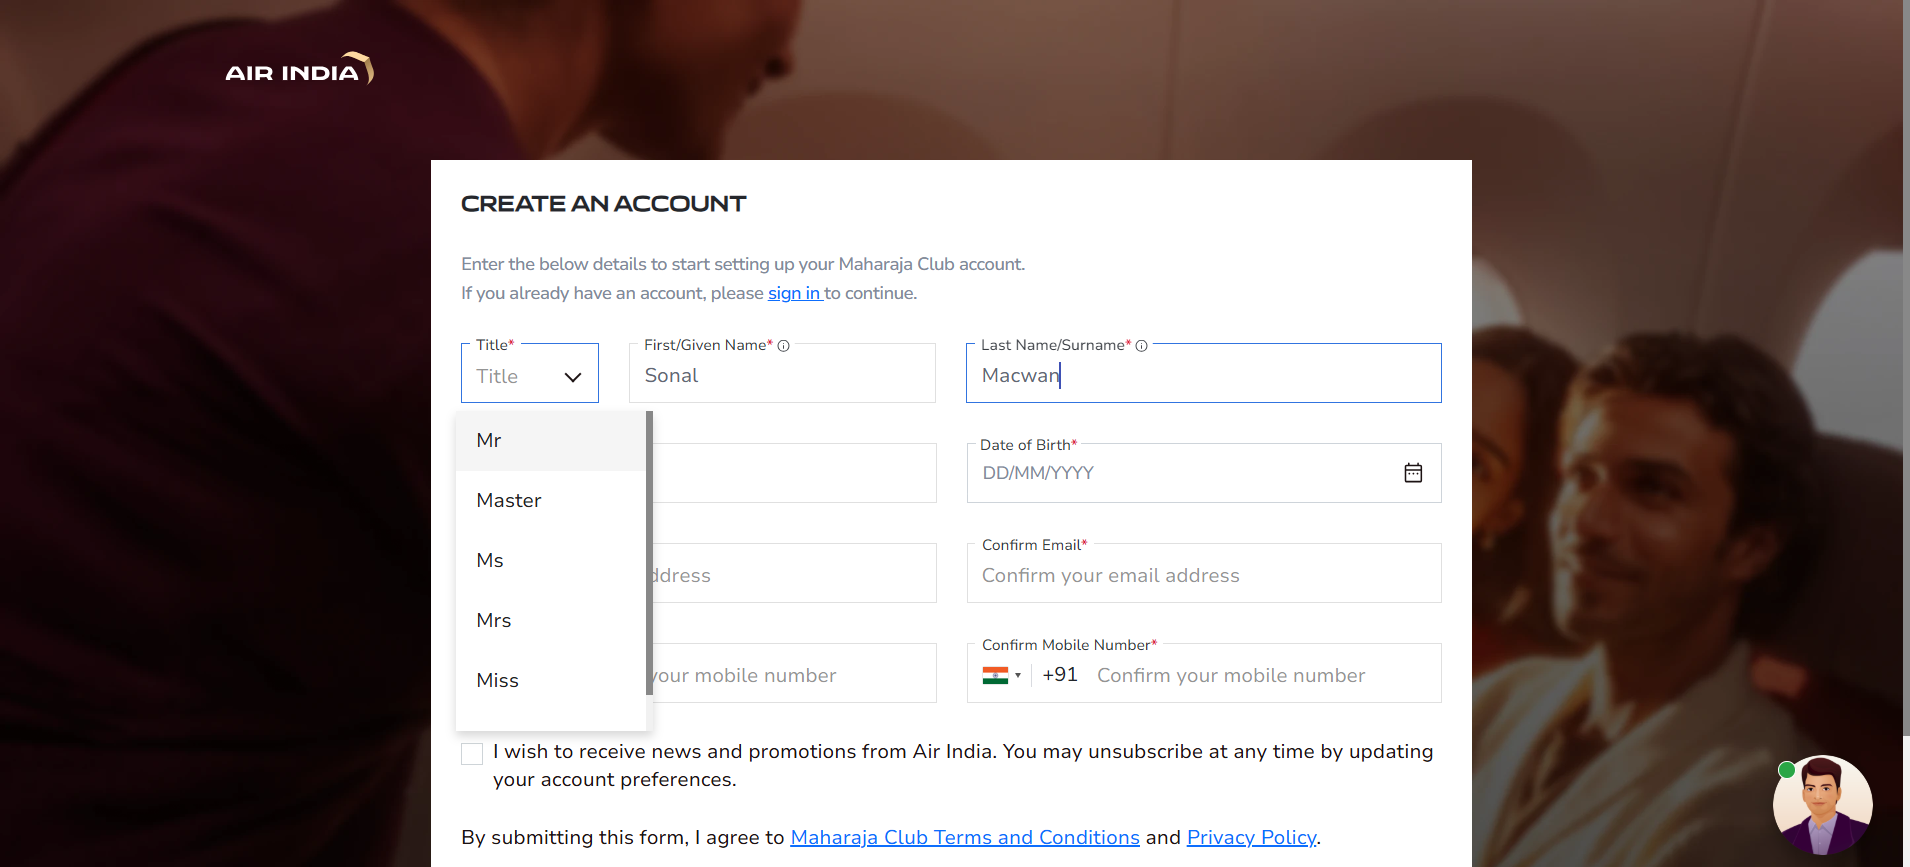 AIR INDIA
CREATE AN ACCOUNT
Enter the below details to start setting up your Maharaja Club account.
If you already have an account, please sign in to continue.
Title*
First/Given Name*
Last Name/Surname*
Title
Sonal
Macwan
Mr
Master
Ms
Mrs
Miss
Date of Birth*
DD/MM/YYYY
Confirm Email*
ddress
Confirm your email address
Confirm Mobile Number*
your mobile number
+91
Confirm your mobile number
I wish to receive news and promotions from Air India. You may unsubscribe at any time by updating
your account preferences.
By submitting this form, I agree to Maharaja Club Terms and Conditions and Privacy Policy.